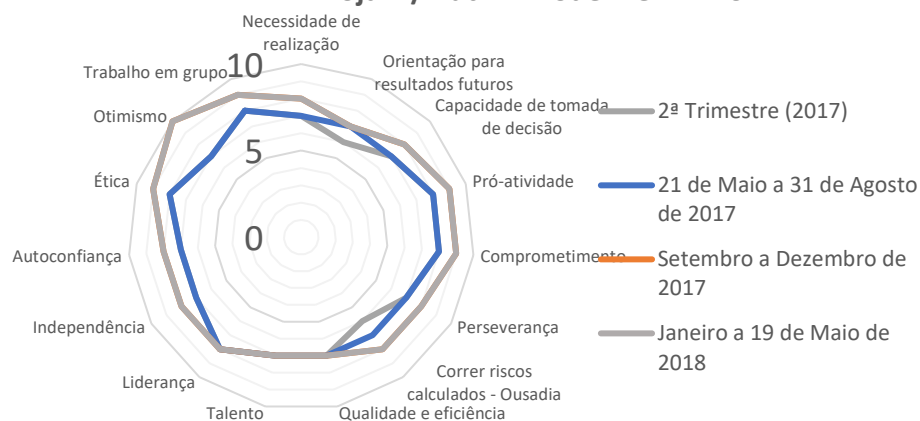 Necessidade de
realização
Orientação para
resultados futuros
Capacidade de tomada
de decisão
Pró-atividade
Comprometimento
Perseverança
Correr riscos
calculados - Ousadia
Qualidade e eficiência
Talento
Liderança
Independência
Autoconfiança
Ética
Otimismo
Trabalho em grupo
10
5
0
2ª Trimestre (2017)
21 de Maio a 31 de Agosto
de 2017
Setembro a Dezembro de
2017
Janeiro a 19 de Maio de
2018